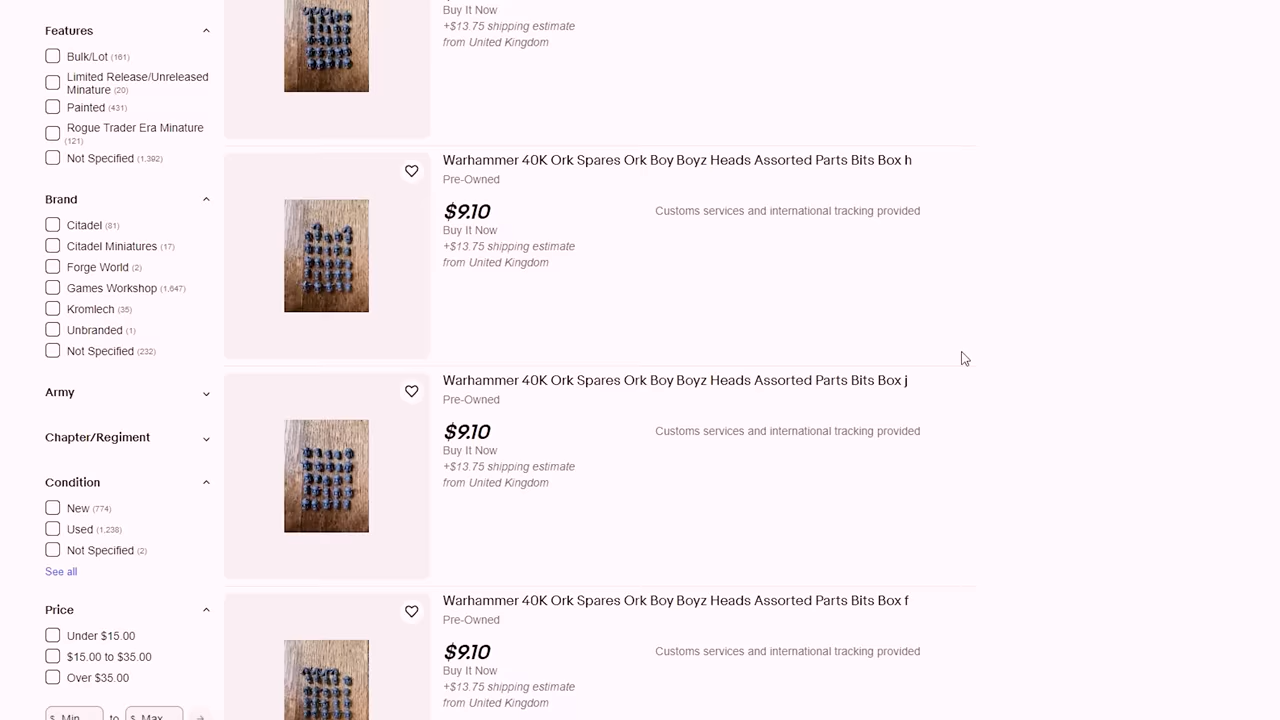 Features
Bulk/Lot (161)
Limited Release/Unreleased
Minature (20)
Painted (431)
Rogue Trader Era Minature
(121)
Not Specified (1,392)
Brand
Citadel (81)
Citadel Miniatures (17)
Forge World (2)
Games Workshop (1,647)
Kromlech (35)
Unbranded (1)
Not Specified (232)
Army
Chapter/Regiment
Condition
New (774)
Used (1,238)
Not Specified (2)
See all
Price
Under $15.00
$15.00 to $35.00
Over $35.00
$ Min to $ Max
Buy It Now
+$13.75 shipping estimate
from United Kingdom
Warhammer 40K Ork Spares Ork Boy Boyz Heads Assorted Parts Bits Box h
Pre-Owned
$9.10 Customs services and international tracking provided
Buy It Now
+$13.75 shipping estimate
from United Kingdom
Warhammer 40K Ork Spares Ork Boy Boyz Heads Assorted Parts Bits Box j
Pre-Owned
$9.10 Customs services and international tracking provided
Buy It Now
+$13.75 shipping estimate
from United Kingdom
Warhammer 40K Ork Spares Ork Boy Boyz Heads Assorted Parts Bits Box f
Pre-Owned
$9.10 Customs services and international tracking provided
Buy It Now
+$13.75 shipping estimate
from United Kingdom